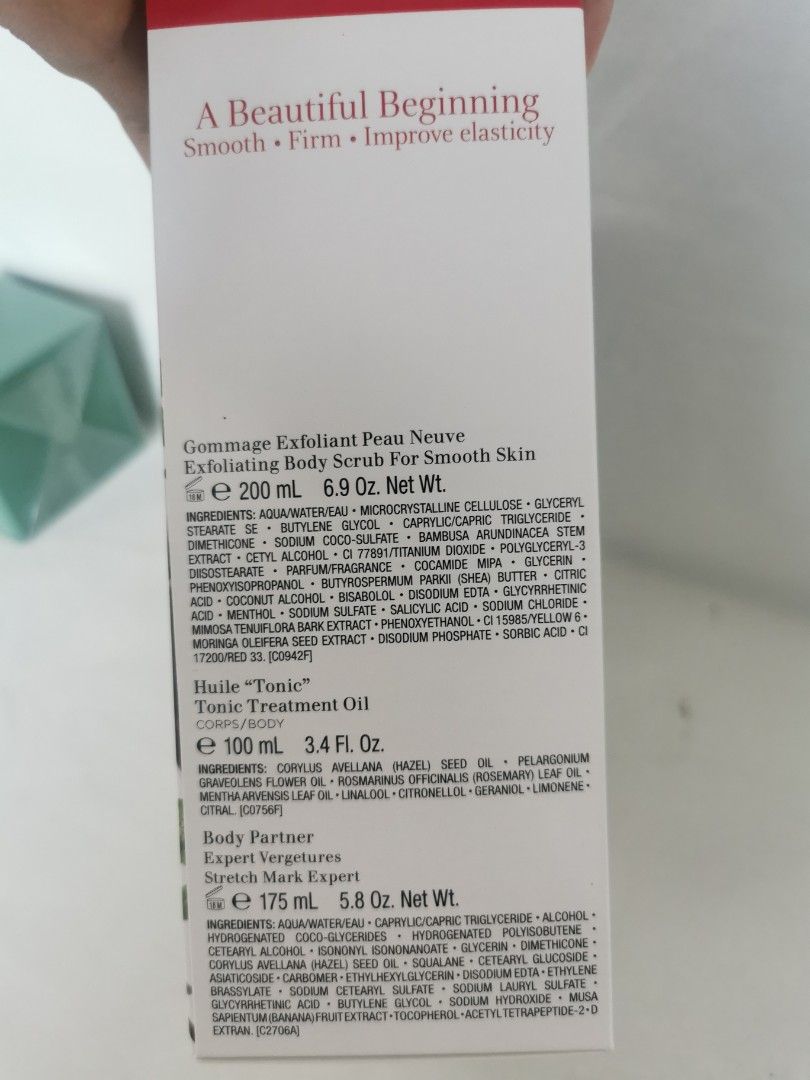 A Beautiful Beginning
Smooth • Firm • Improve elasticity
Gommage Exfoliant Peau Neuve
Exfoliating Body Scrub For Smooth Skin
18M ℮ 200 mL 6.9 Oz. Net Wt.
INGREDIENTS: AQUA/WATER/EAU • MICROCRYSTALLINE CELLULOSE • GLYCERYL
STEARATE SE • BUTYLENE GLYCOL • CAPRYLIC/CAPRIC TRIGLYCERIDE •
DIMETHICONE • SODIUM COCO-SULFATE • BAMBUSA ARUNDINACEA STEM
EXTRACT • CETYL ALCOHOL • CI 77891/TITANIUM DIOXIDE • POLYGLYCERYL-3
DIISOSTEARATE • PARFUM/FRAGRANCE • COCAMIDE MIPA • GLYCERIN •
PHENOXYISOPROPANOL • BUTYROSPERMUM PARKII (SHEA) BUTTER • CITRIC
ACID • COCONUT ALCOHOL • BISABOLOL • DISODIUM EDTA • GLYCYRRHETINIC
ACID • MENTHOL • SODIUM SULFATE • SALICYLIC ACID • SODIUM CHLORIDE •
MIMOSA TENUIFLORA BARK EXTRACT • PHENOXYETHANOL • CI 15985/YELLOW 6 •
MORINGA OLEIFERA SEED EXTRACT • DISODIUM PHOSPHATE • SORBIC ACID • CI
17200/RED 33. [C0942F]
Huile “Tonic”
Tonic Treatment Oil
CORPS/BODY
℮ 100 mL 3.4 Fl. Oz.
INGREDIENTS: CORYLUS AVELLANA (HAZEL) SEED OIL • PELARGONIUM
GRAVEOLENS FLOWER OIL • ROSMARINUS OFFICINALIS (ROSEMARY) LEAF OIL •
MENTHA ARVENSIS LEAF OIL • LINALOOL • CITRONELLOL • GERANIOL • LIMONENE •
CITRAL. [C0756F]
Body Partner
Expert Vergetures
Stretch Mark Expert
18M ℮ 175 mL 5.8 Oz. Net Wt.
INGREDIENTS: AQUA/WATER/EAU • CAPRYLIC/CAPRIC TRIGLYCERIDE • ALCOHOL •
HYDROGENATED COCO-GLYCERIDES • HYDROGENATED POLYISOBUTENE •
CETEARYL ALCOHOL • ISONONYL ISONONANOATE • GLYCERIN • DIMETHICONE •
CORYLUS AVELLANA (HAZEL) SEED OIL • SQUALANE • CETEARYL GLUCOSIDE •
ASIATICOSIDE • CARBOMER • ETHYLHEXYLGLYCERIN • DISODIUM EDTA • ETHYLENE
BRASSYLATE • SODIUM CETEARYL SULFATE • SODIUM LAURYL SULFATE •
GLYCYRRHETINIC ACID • BUTYLENE GLYCOL • SODIUM HYDROXIDE • MUSA
SAPIENTUM (BANANA) FRUIT EXTRACT • TOCOPHEROL • ACETYL TETRAPEPTIDE-2 • D
EXTRAN. [C2706A]